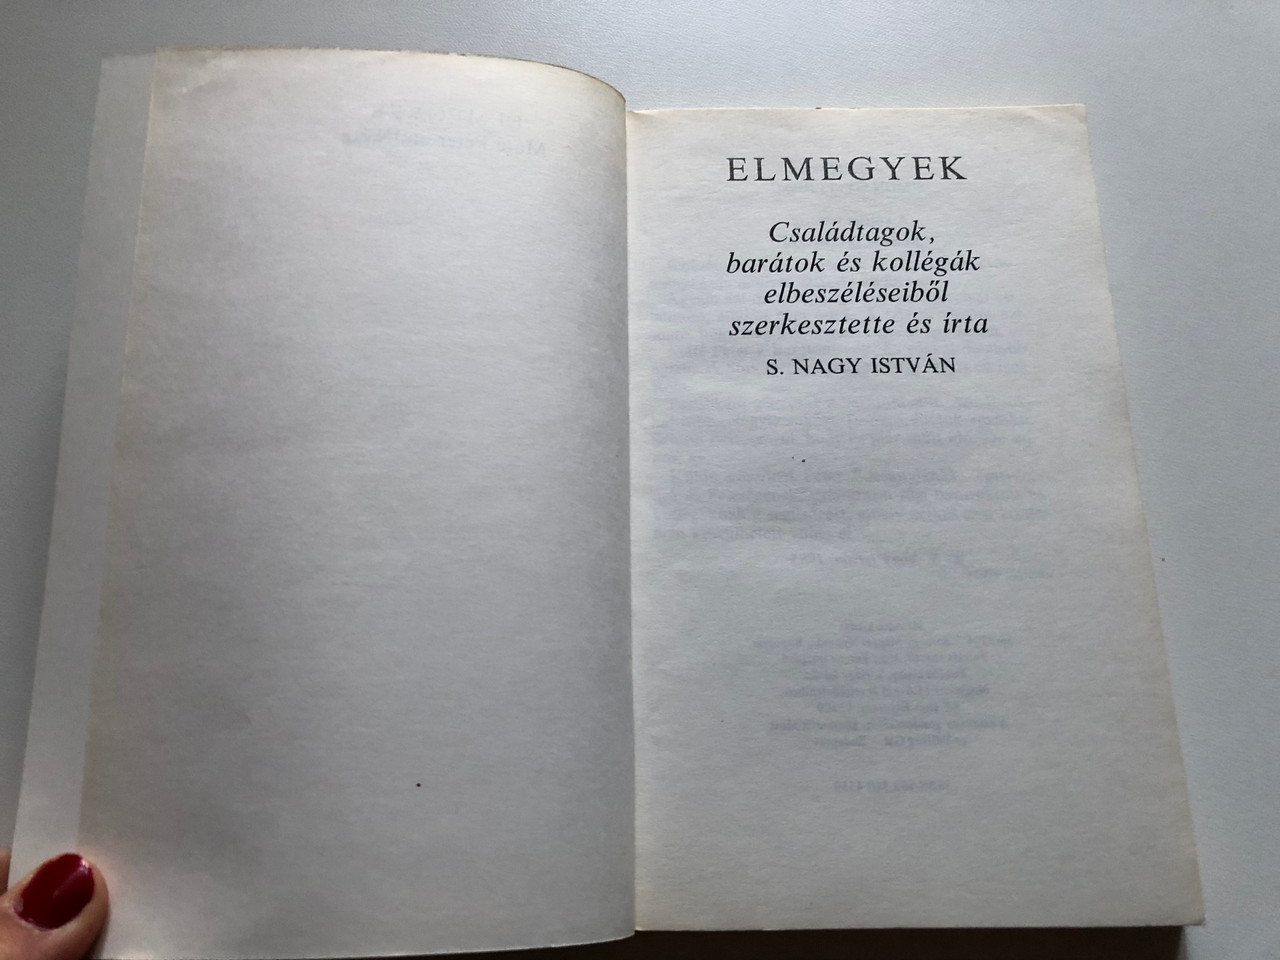 ELMEGYEK
Családtagok,
barátok és kollégák
elbeszéléseiből
szerkesztette és írta
S. NAGY ISTVÁN